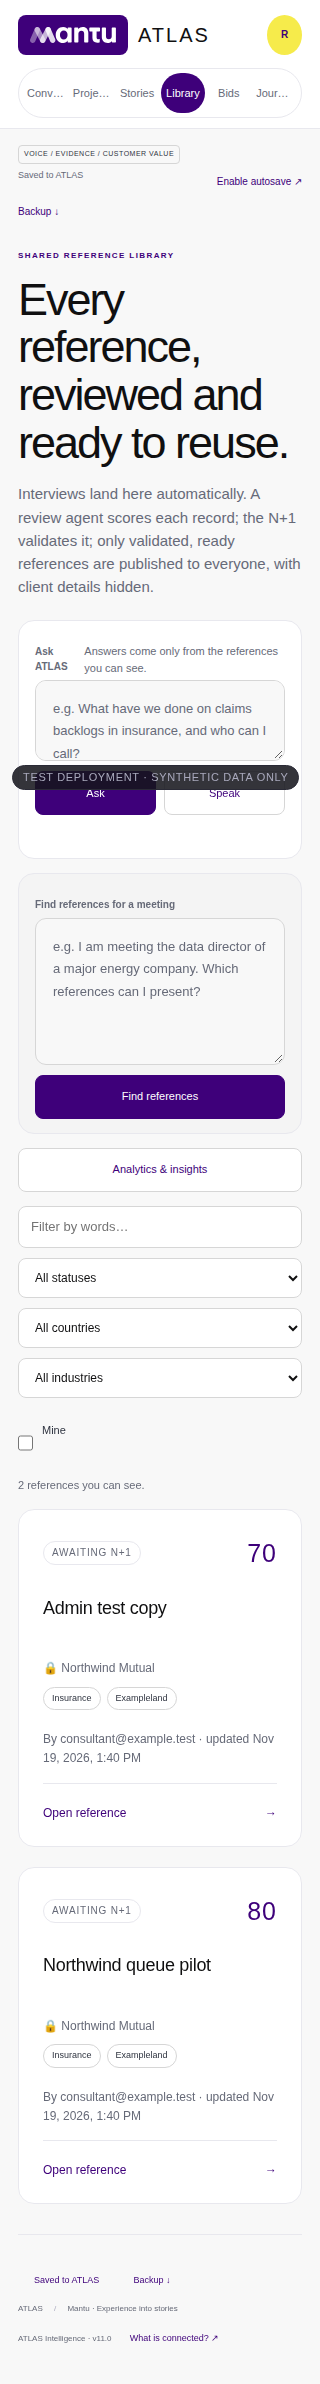 mantu ATLAS R
Conv… Proje… Stories Library Bids Jour…
VOICE / EVIDENCE / CUSTOMER VALUE
Saved to ATLAS
Enable autosave ↗
Backup ↓
SHARED REFERENCE LIBRARY
Every
reference,
reviewed and
ready to reuse.
Interviews land here automatically. A
review agent scores each record; the N+1
validates it; only validated, ready
references are published to everyone, with
client details hidden.
Ask ATLAS
Answers come only from the references
you can see.
e.g. What have we done on claims
backlogs in insurance, and who can I
call?
TEST DEPLOYMENT · SYNTHETIC DATA ONLY
Ask Speak
Find references for a meeting
e.g. I am meeting the data director of
a major energy company. Which
references can I present?
Find references
Analytics & insights
Filter by words…
All statuses
All countries
All industries
Mine
2 references you can see.
AWAITING N+1 70
Admin test copy
🔒 Northwind Mutual
Insurance Exampleland
By consultant@example.test · updated Nov
19, 2026, 1:40 PM
Open reference →
AWAITING N+1 80
Northwind queue pilot
🔒 Northwind Mutual
Insurance Exampleland
By consultant@example.test · updated Nov
19, 2026, 1:40 PM
Open reference →
Saved to ATLAS Backup ↓
ATLAS / Mantu · Experience into stories
ATLAS Intelligence · v11.0 What is connected? ↗